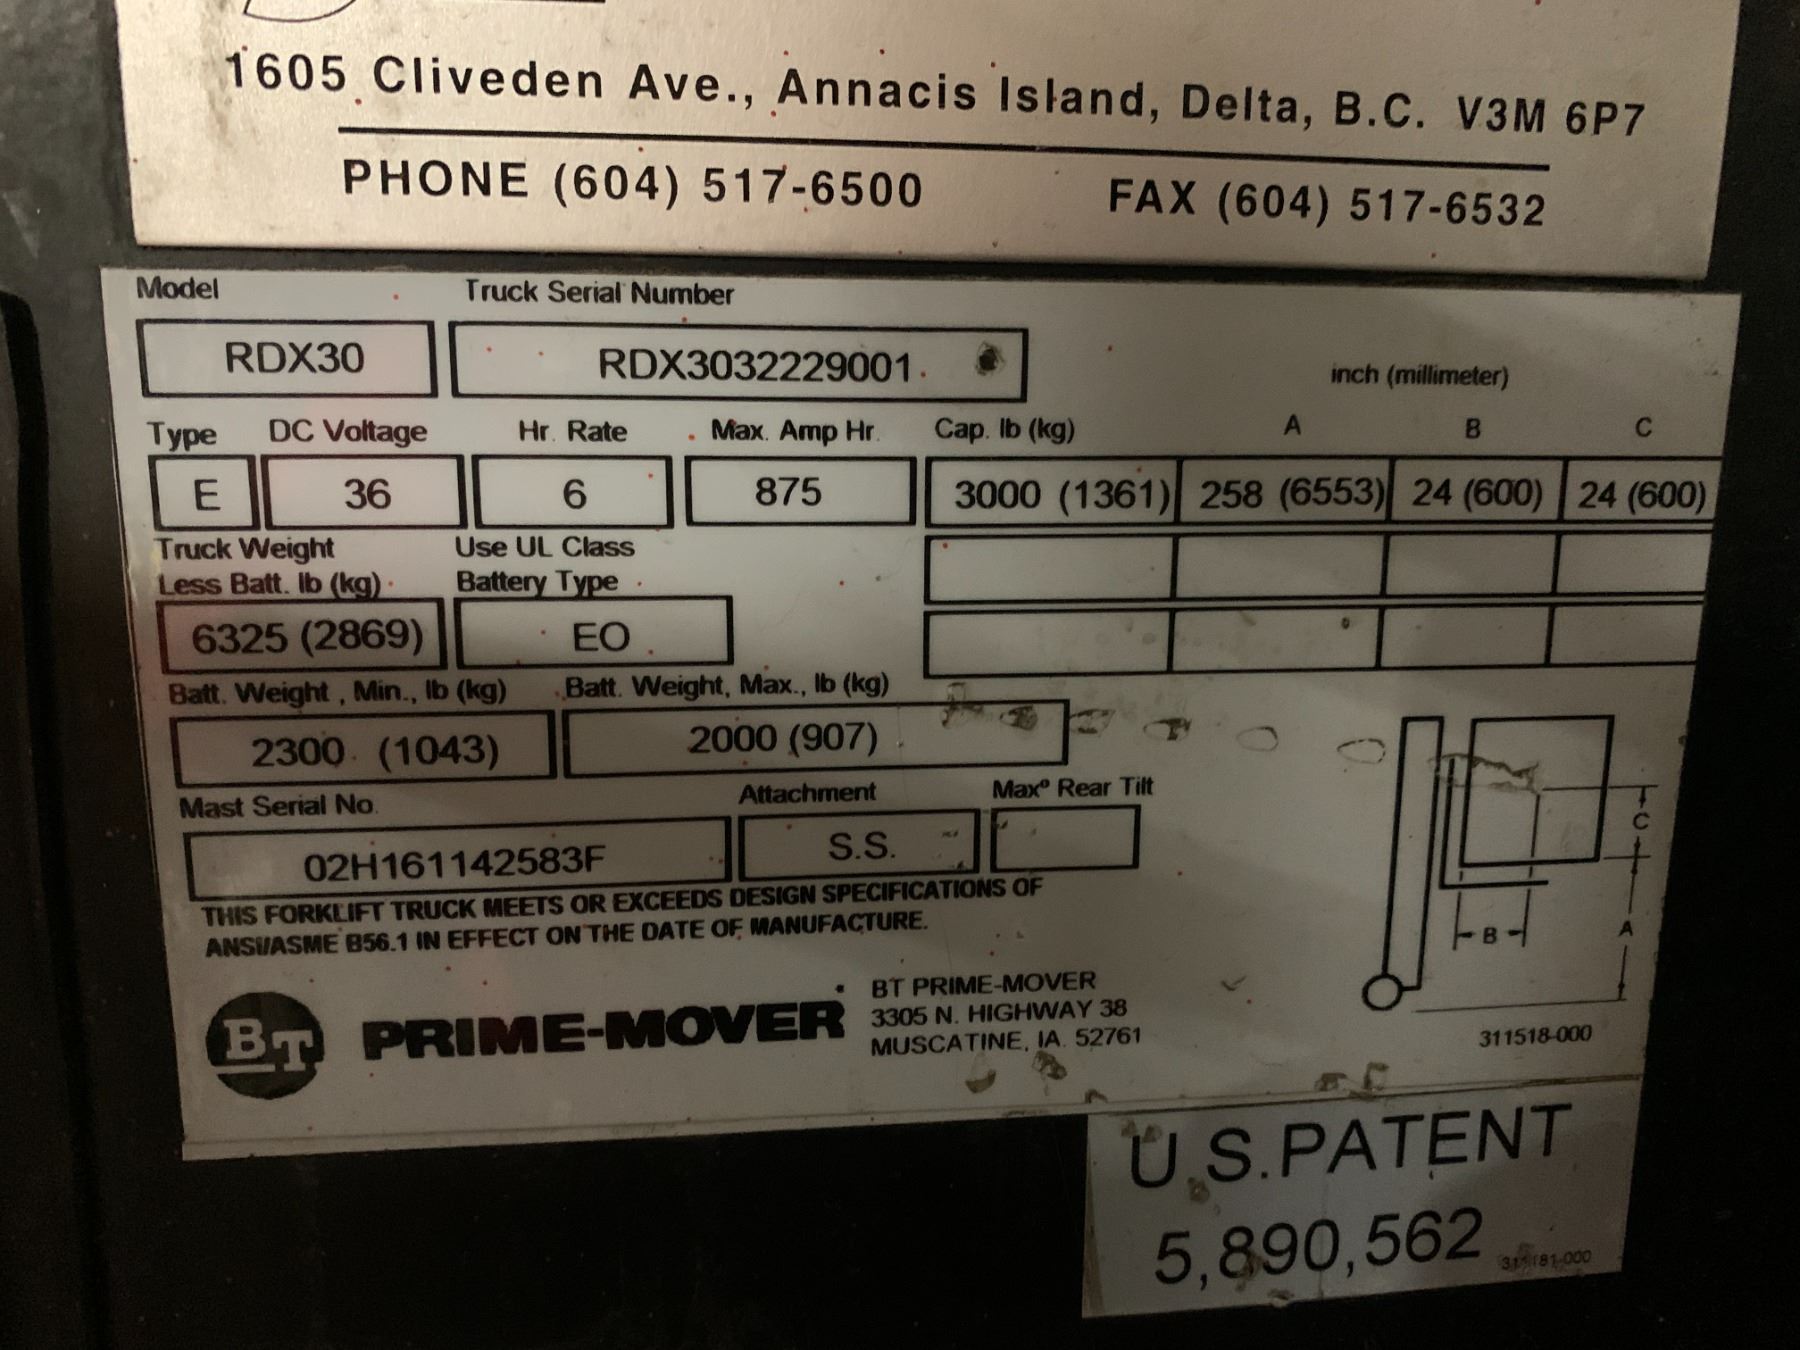 1605 Cliveden Ave., Annacis Island, Delta, B.C. V3M 6P7
PHONE (604) 517-6500 FAX (604) 517-6532
Model Truck Serial Number
RDX30 RDX3032229001
inch (millimeter)
Type DC Voltage Hr. Rate Max. Amp Hr. Cap. lb (kg) A B C
E 36 6 875 3000 (1361) 258 (6553) 24 (600) 24 (600)
Truck Weight Use UL Class
Less Batt. lb (kg) Battery Type
6325 (2869) EO
Batt. Weight , Min., lb (kg) Batt. Weight, Max., lb (kg)
2300 (1043) 2000 (907)
Mast Serial No. Attachment Maxº Rear Tilt
02H161142583F S.S.
THIS FORKLIFT TRUCK MEETS OR EXCEEDS DESIGN SPECIFICATIONS OF
ANSI/ASME B56.1 IN EFFECT ON THE DATE OF MANUFACTURE.
C
B A
BT PRIME-MOVER
BT PRIME-MOVER
3305 N. HIGHWAY 38
MUSCATINE, IA. 52761
311518-000
U.S.PATENT
5,890,562